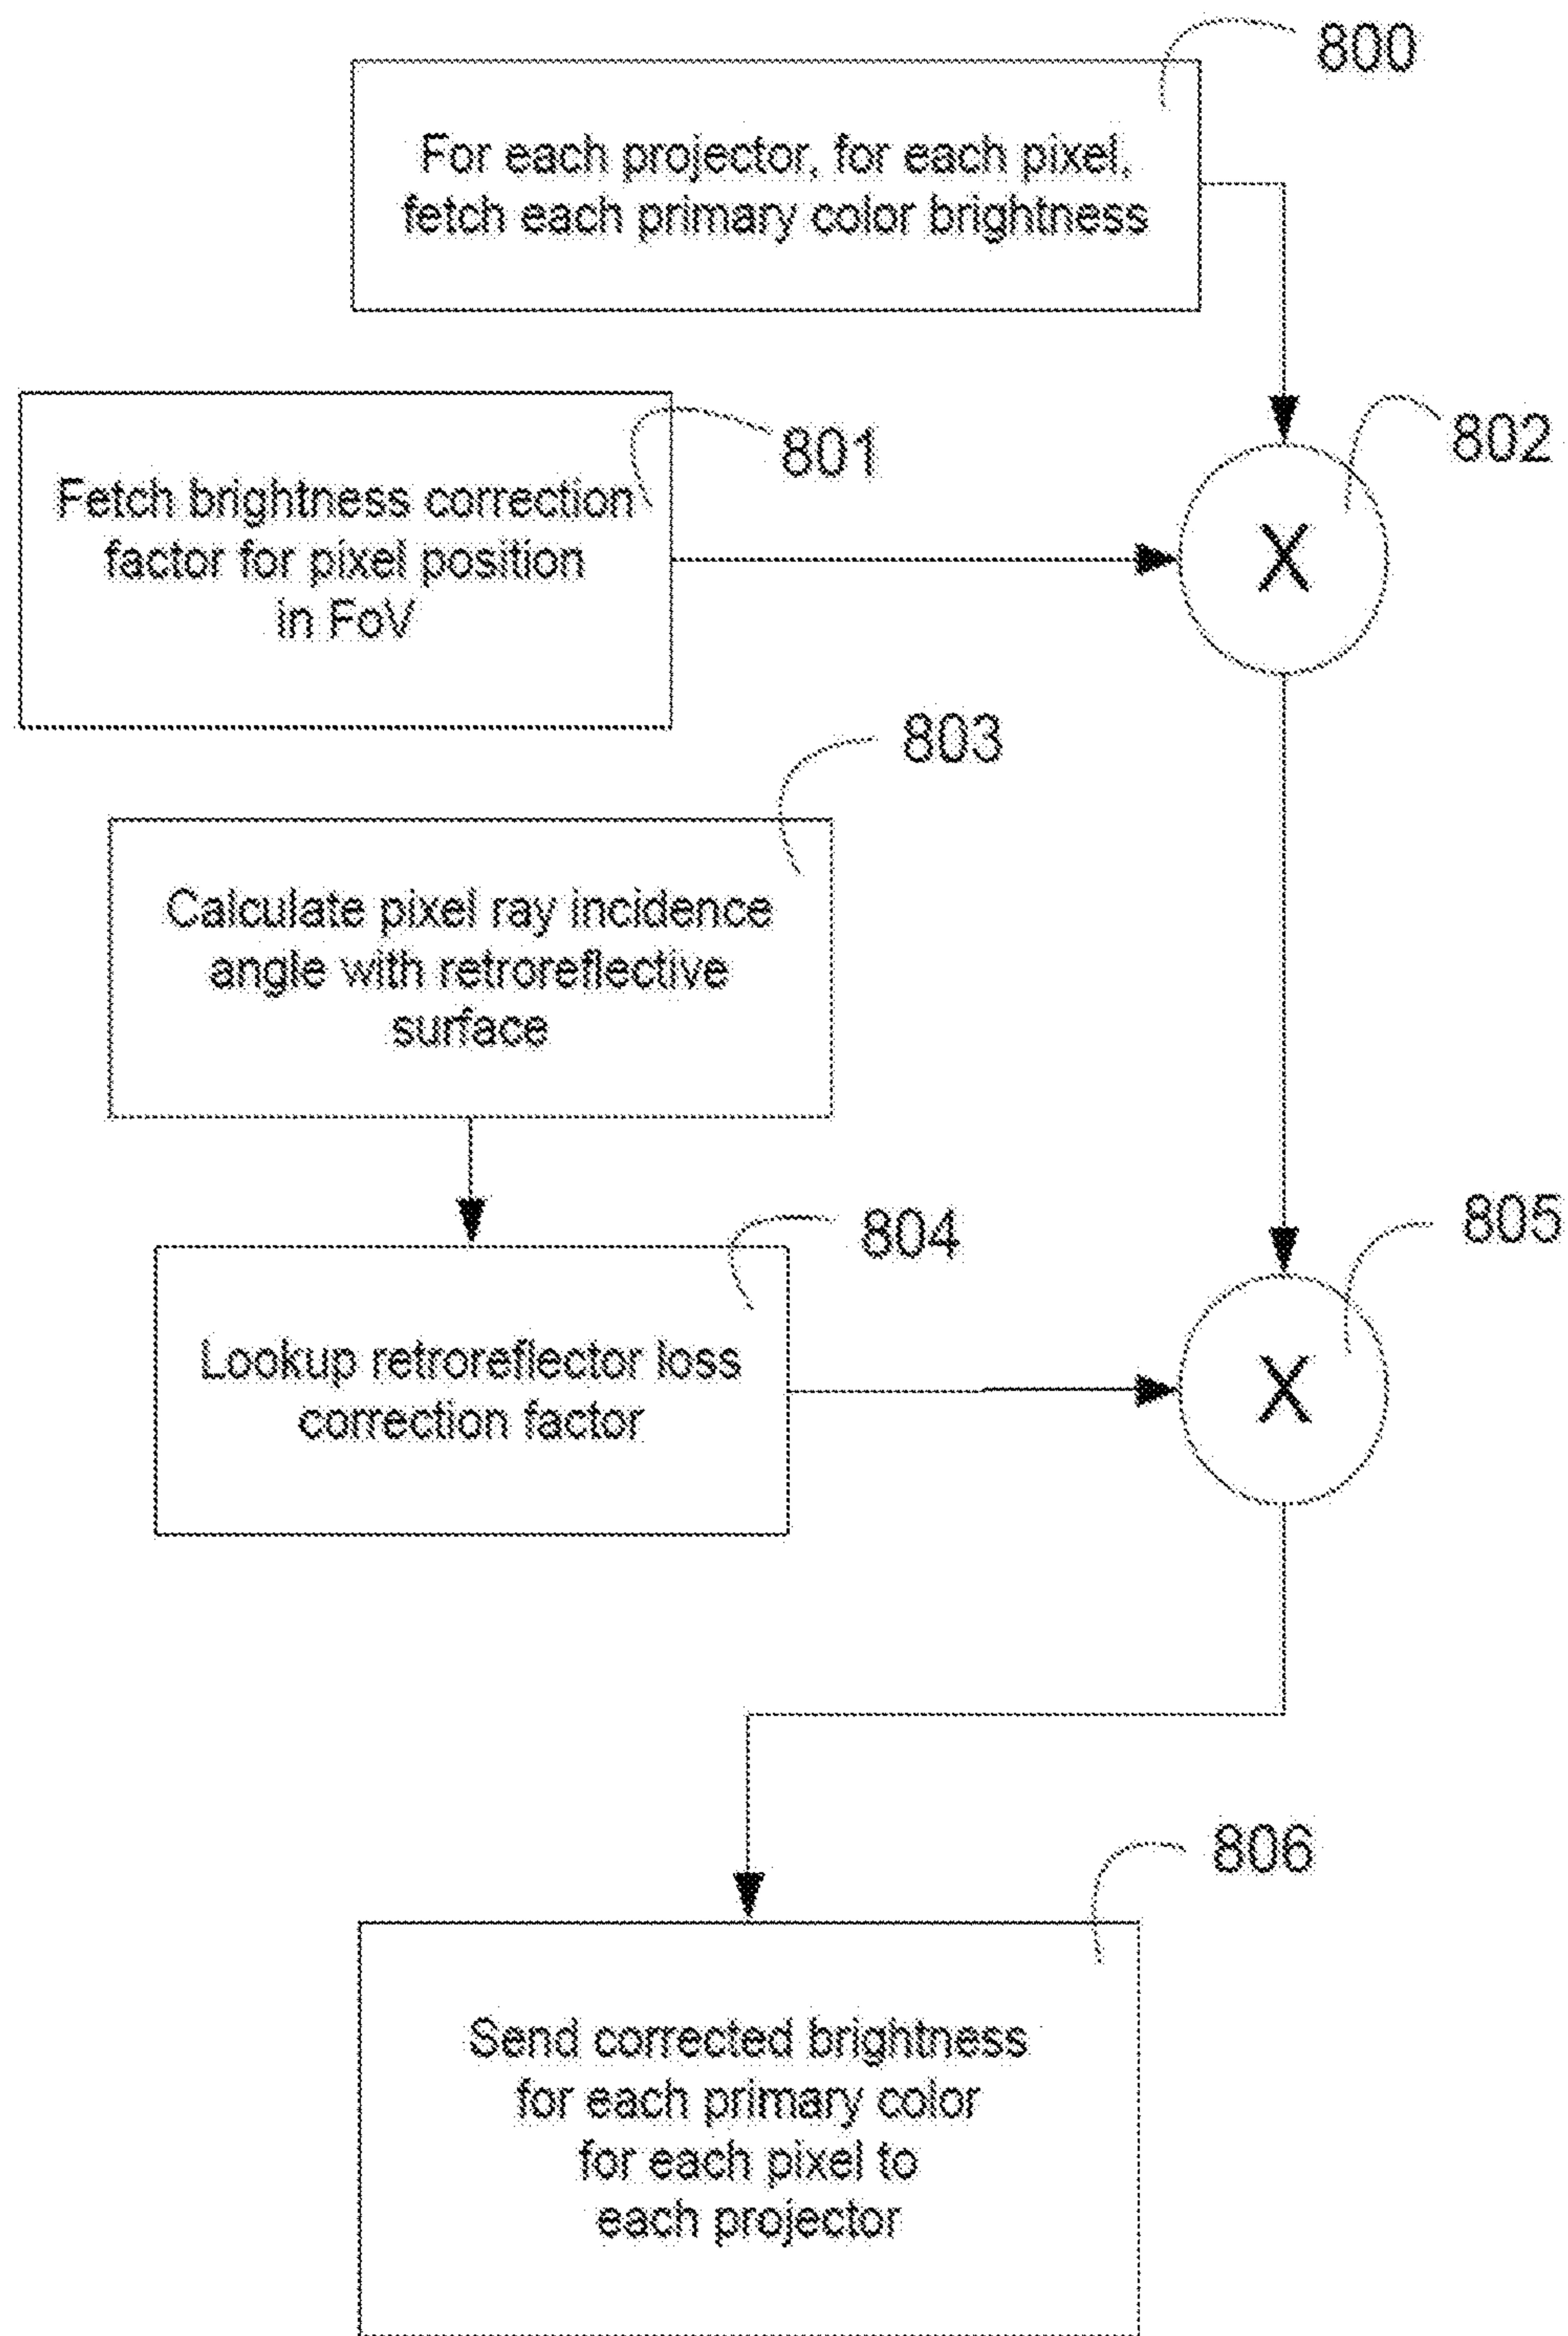 800
For each projector, for each pixel,
fetch each primary color brightness
801
802
Fetch brightness correction
factor for pixel position
in FoV
X
803
Calculate pixel ray incidence
angle with retroreflective
surface
804
805
Lookup retroreflector loss
correction factor
X
806
Send corrected brightness
for each primary color
for each pixel to
each projector